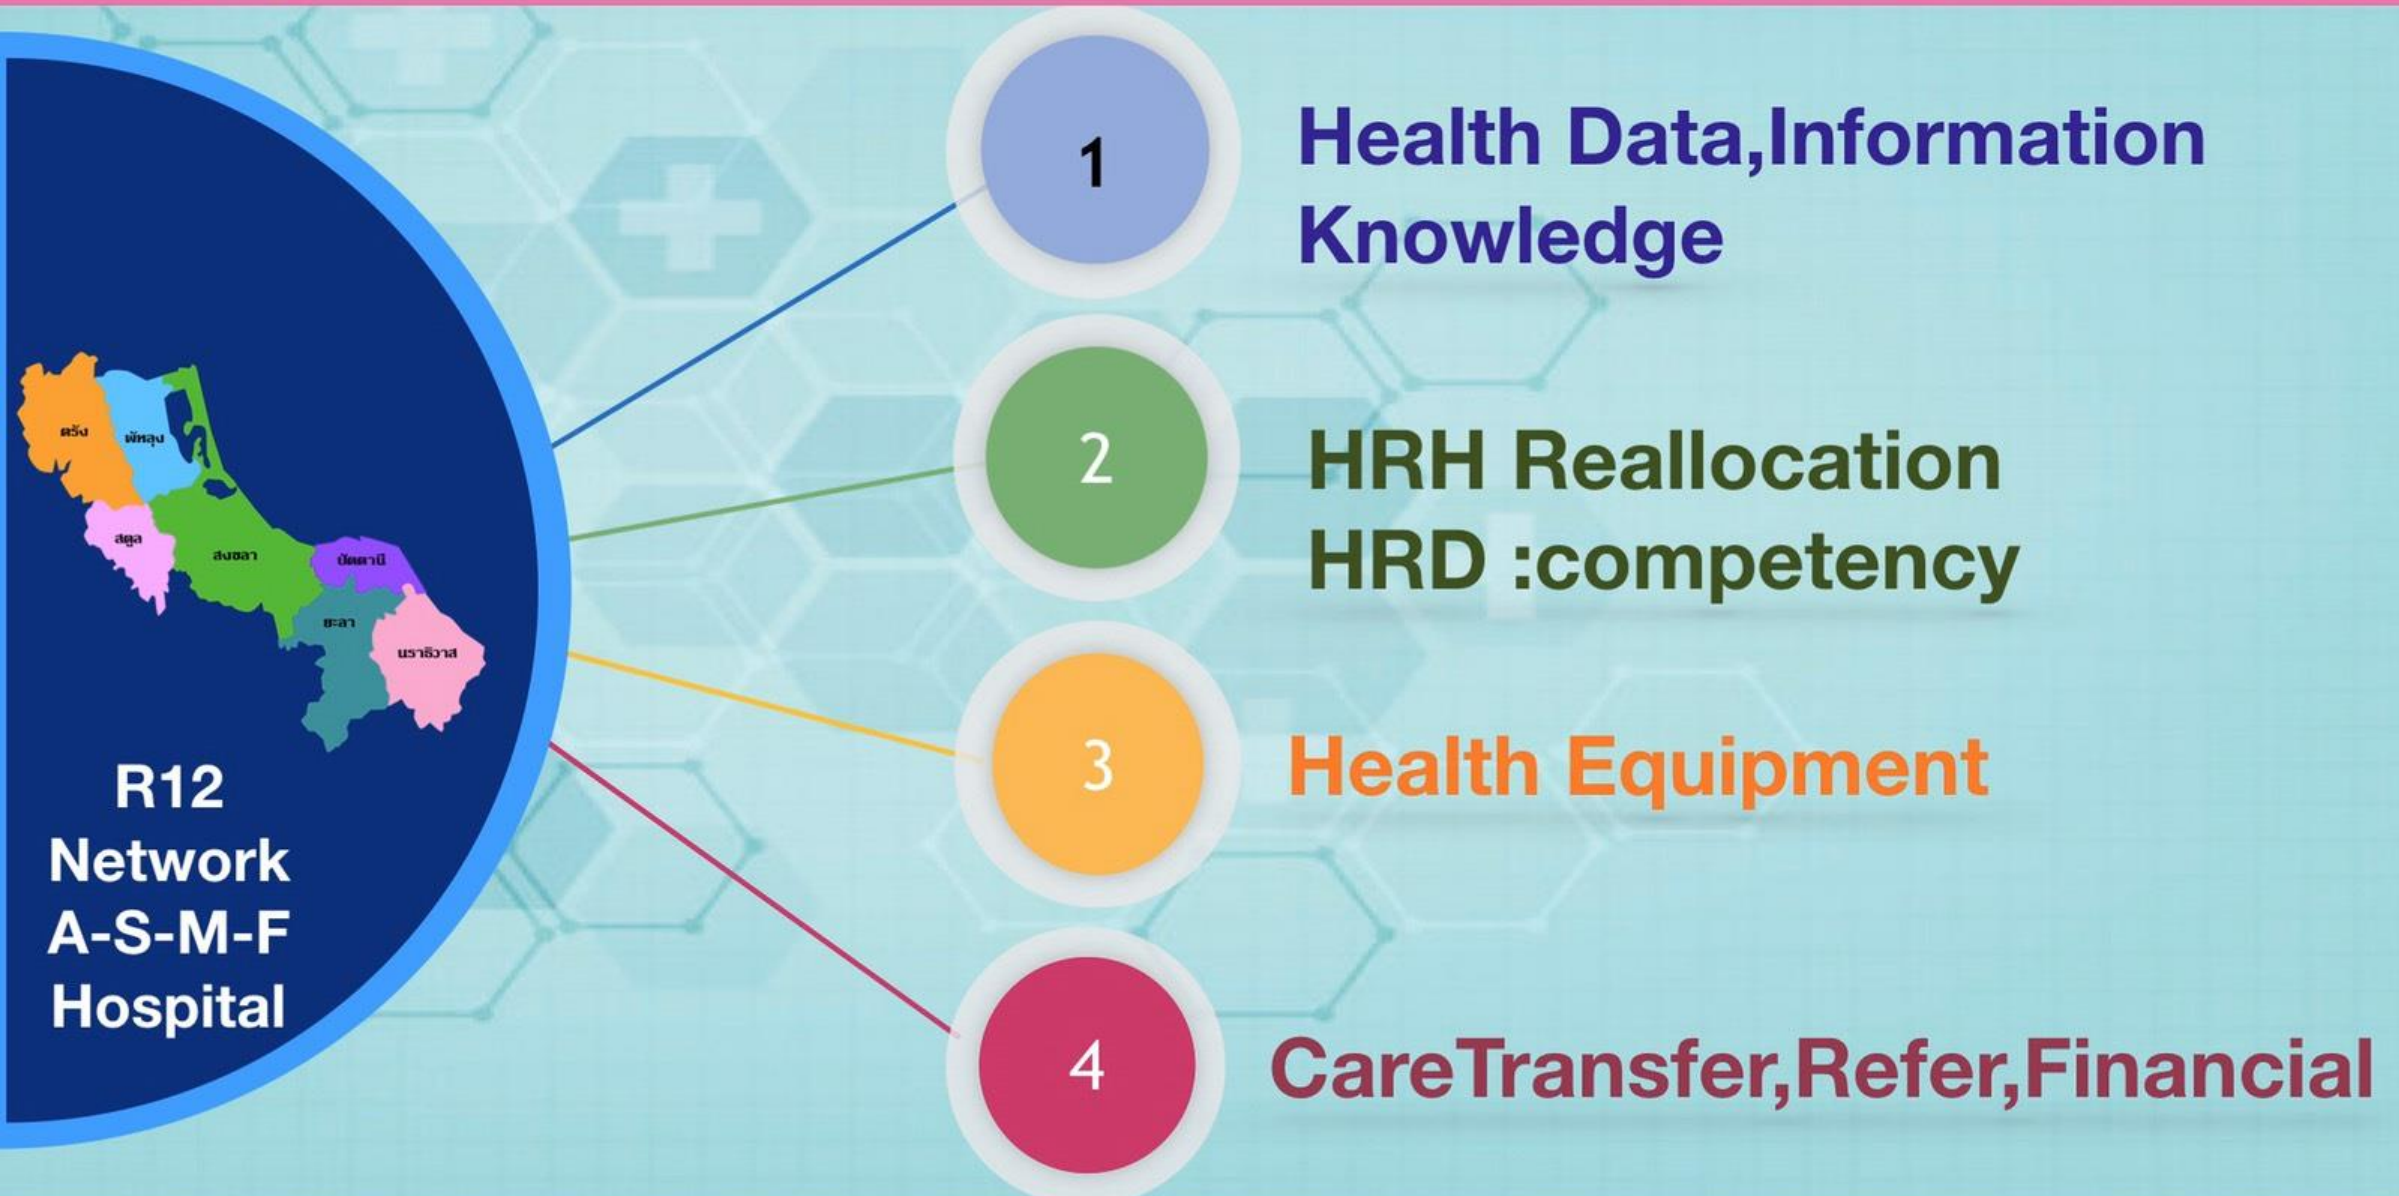 ตรัง
พัทลุง
สตูล
สงขลา
ปัตตานี
ยะลา
นราธิวาส
R12
Network
A-S-M-F
Hospital
1
Health Data,Information
Knowledge
2
HRH Reallocation
HRD :competency
3
Health Equipment
4
CareTransfer,Refer,Financial